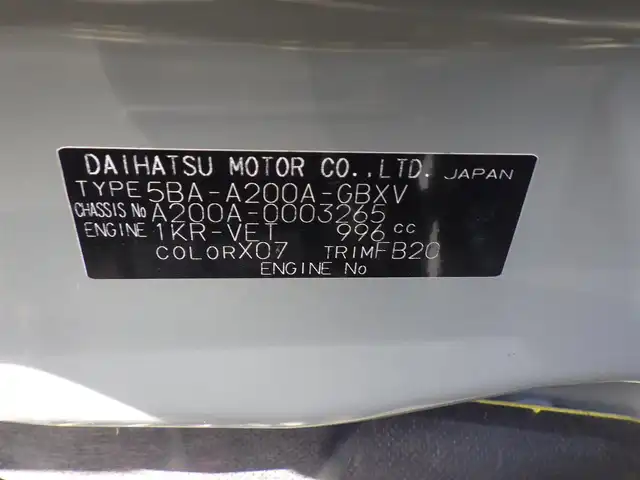 DAIHATSU MOTOR CO.,LTD. JAPAN
TYPE 5BA-A200A-GBXV
CHASSIS No A200A-0003265
ENGINE 1KR-VET 996 cc
COLOR X07 TRIM FB20
ENGINE No